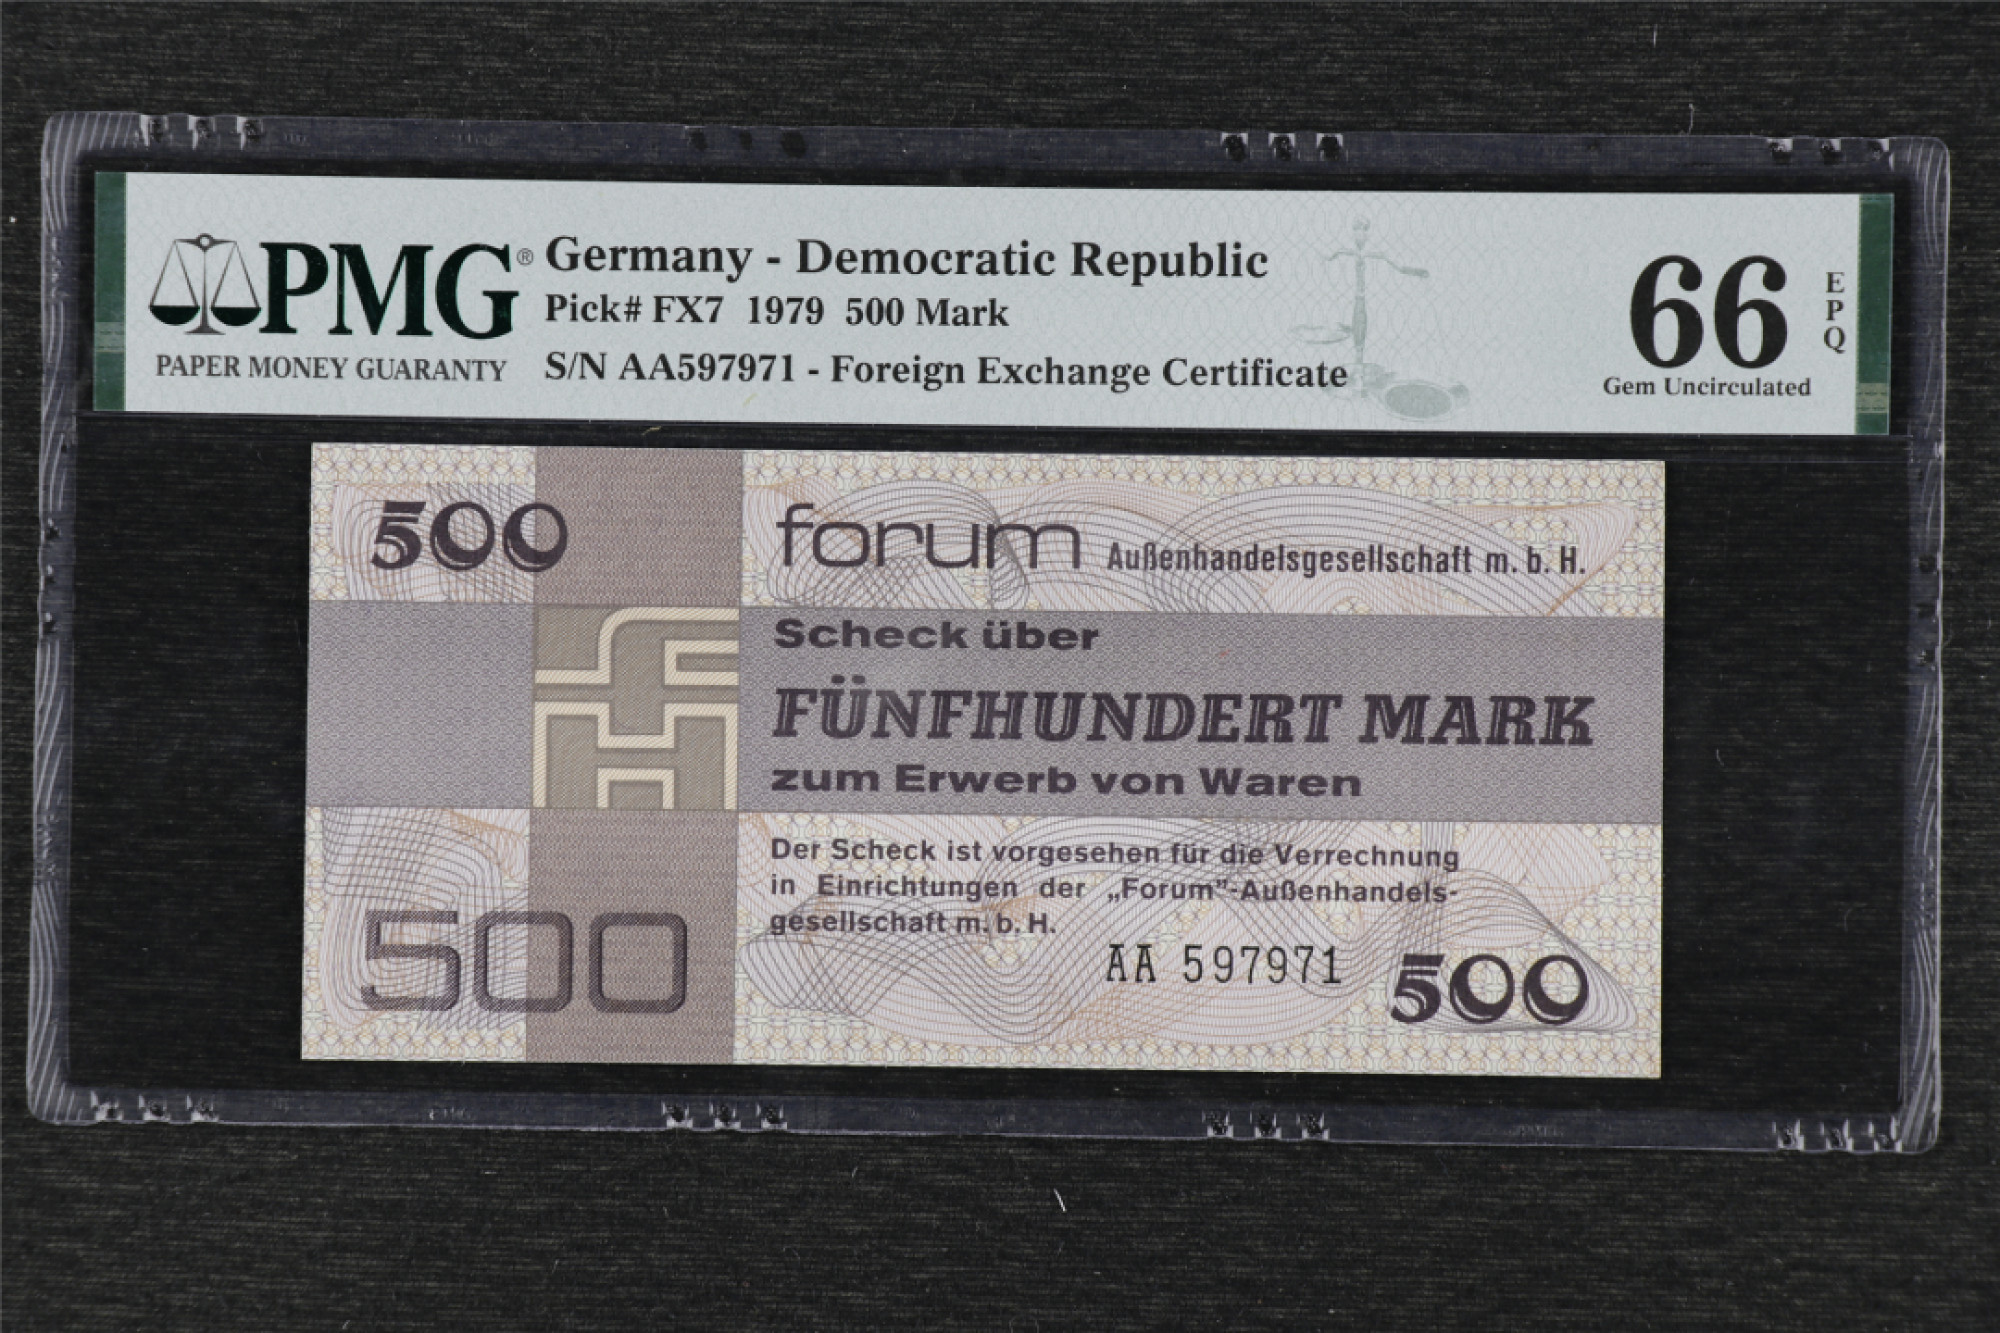 PMG®
PAPER MONEY GUARANTY
Germany - Democratic Republic
Pick# FX7 1979 500 Mark
S/N AA597971 - Foreign Exchange Certificate
66
EPQ
Gem Uncirculated
500
forum Außenhandelsgesellschaft m. b. H.
Scheck über
FÜNFHUNDERT MARK
zum Erwerb von Waren
Der Scheck ist vorgesehen für die Verrechnung
in Einrichtungen der „Forum”-Außenhandels-
gesellschaft m. b. H.
500
AA 597971
500